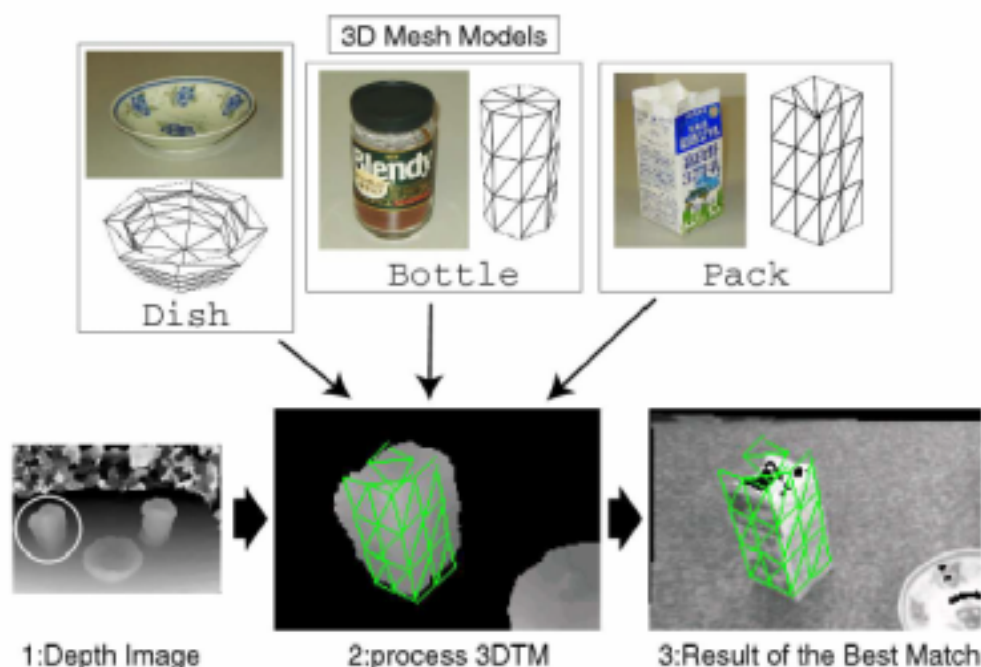 3D Mesh Models
Blendy
Dish
Bottle
Pack
1:Depth Image
2:process 3DTM
3:Result of the Best Match